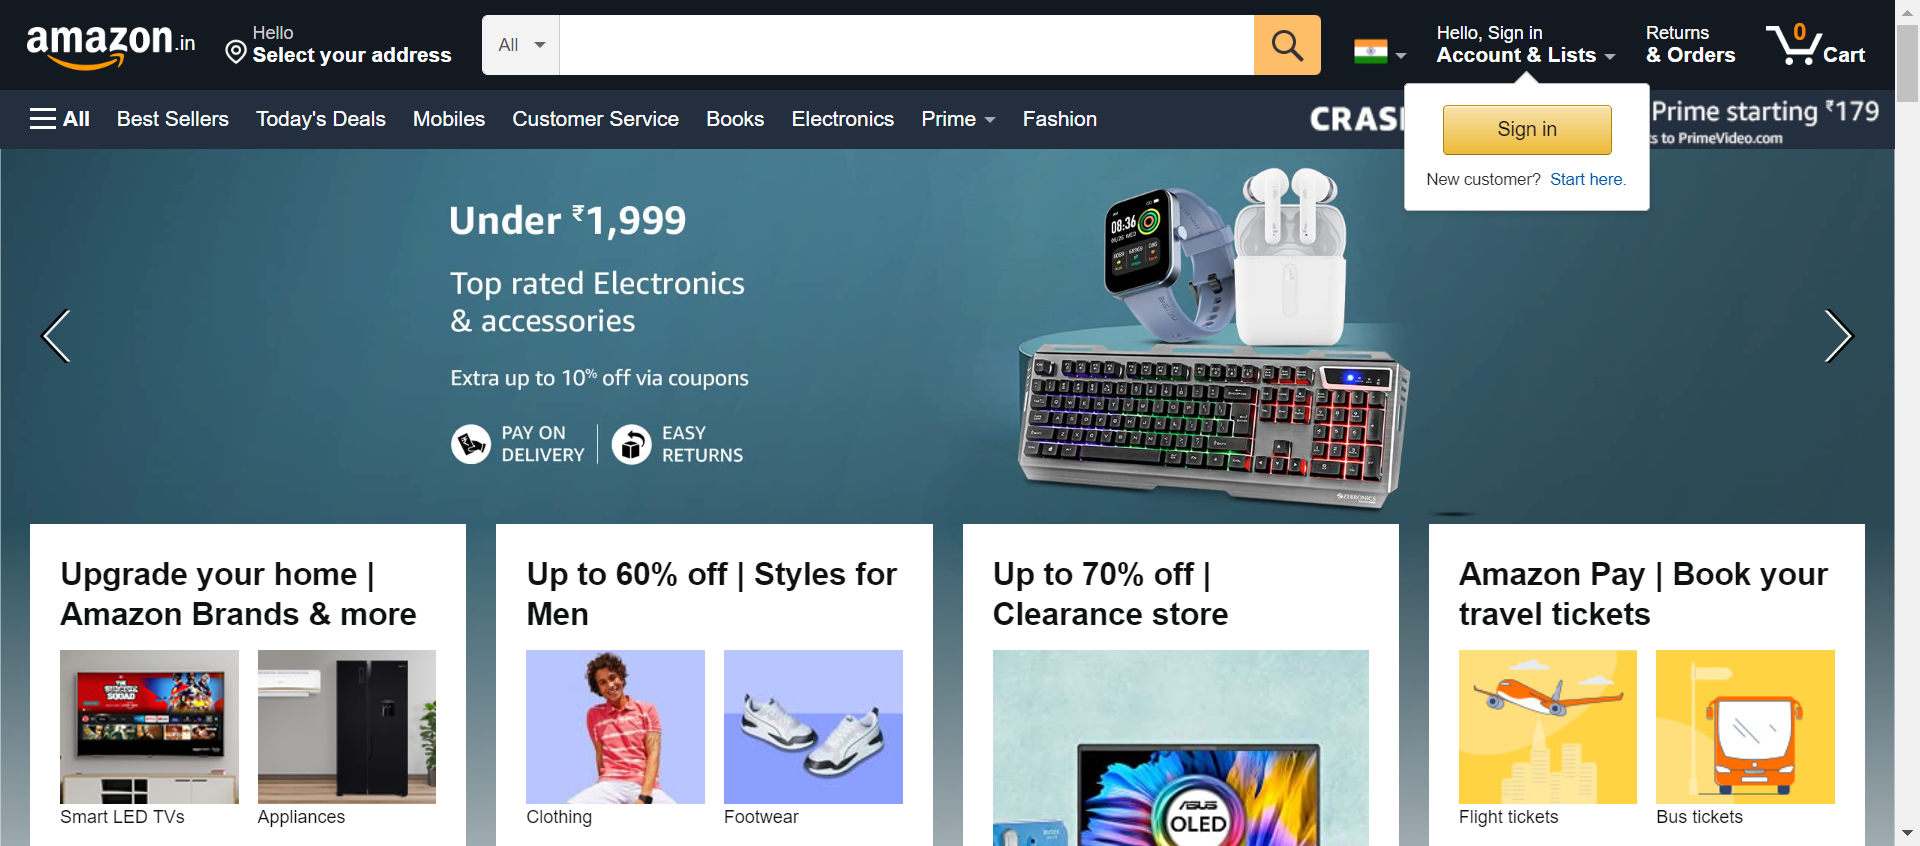 amazon.in
Hello
Select your address
All
Hello, Sign in
Account & Lists
Returns
& Orders
0
Cart
All
Best Sellers
Today's Deals
Mobiles
Customer Service
Books
Electronics
Prime
Fashion
Prime starting ₹179
to PrimeVideo.com
Sign in
New customer? Start here.
Under ₹1,999
Top rated Electronics
& accessories
Extra up to 10% off via coupons
PAY ON
DELIVERY
EASY
RETURNS
08:36
ZEBRONICS
Upgrade your home |
Amazon Brands & more
Smart LED TVs
Appliances
Up to 60% off | Styles for
Men
Clothing
Footwear
Up to 70% off |
Clearance store
ASUS
OLED
Amazon Pay | Book your
travel tickets
Flight tickets
Bus tickets
THE
SUICIDE
SQUAD